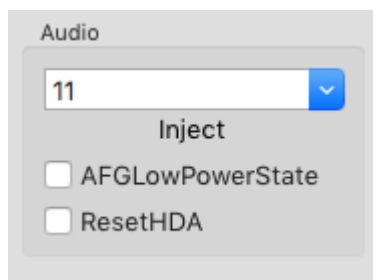 Audio
11
Inject
AFGLowPowerState
ResetHDA